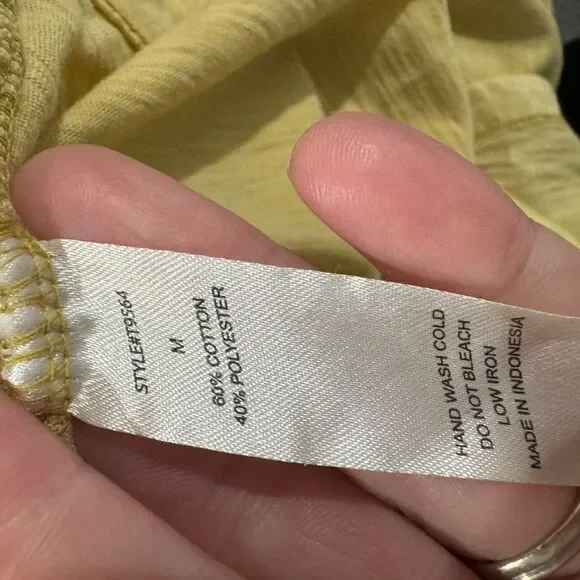 STYLE#T9564
M
60% COTTON
40% POLYESTER
HAND WASH COLD
DO NOT BLEACH
LOW IRON
MADE IN INDONESIA